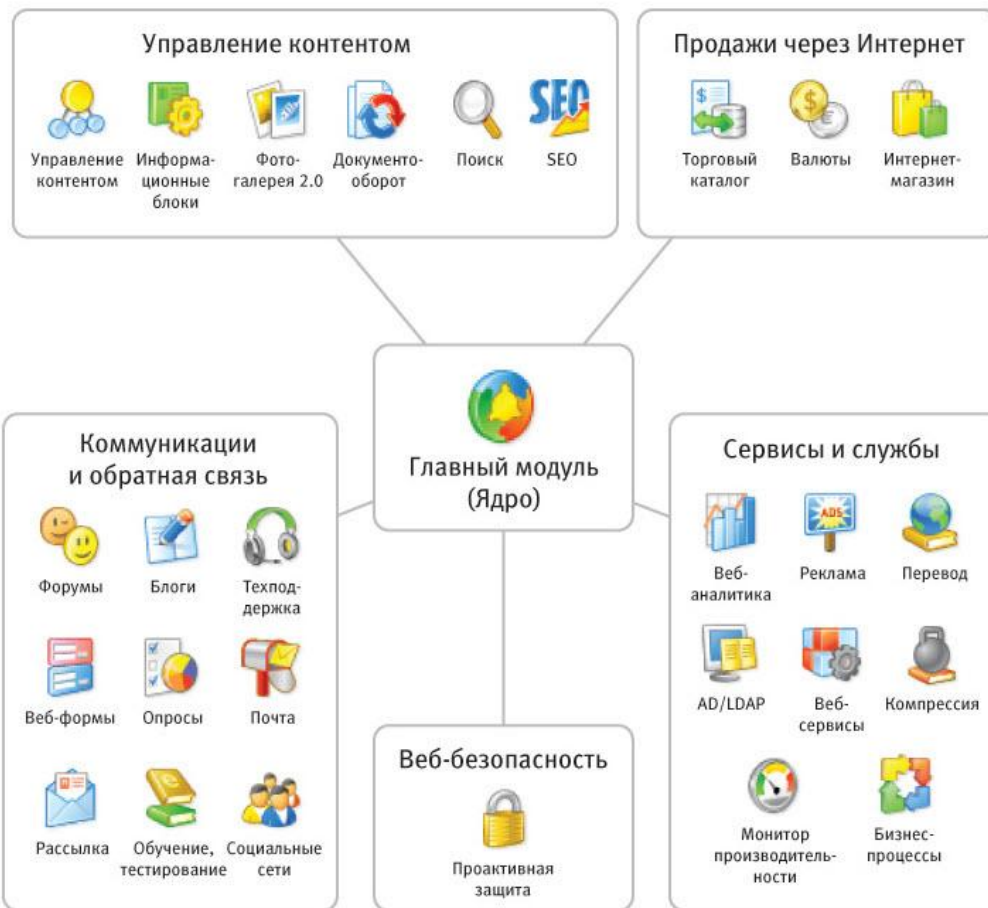 Управление контентом
Управление
контентом
Информа-
ционные
блоки
Фото-
галерея 2.0
Документо-
оборот
Поиск
SEO
SEO
Продажи через Интернет
$
Торговый
каталог
$
€
Валюты
Интернет-
магазин
Главный модуль
(Ядро)
Коммуникации
и обратная связь
Форумы
Блоги
Техпод-
держка
Веб-формы
Опросы
Почта
Рассылка
Обучение,
тестирование
Социальные
сети
Веб-безопасность
Проактивная
защита
Сервисы и службы
Веб-
аналитика
ADS
Реклама
Перевод
AD/LDAP
Веб-
сервисы
Компрессия
Монитор
производитель-
ности
Бизнес-
процессы